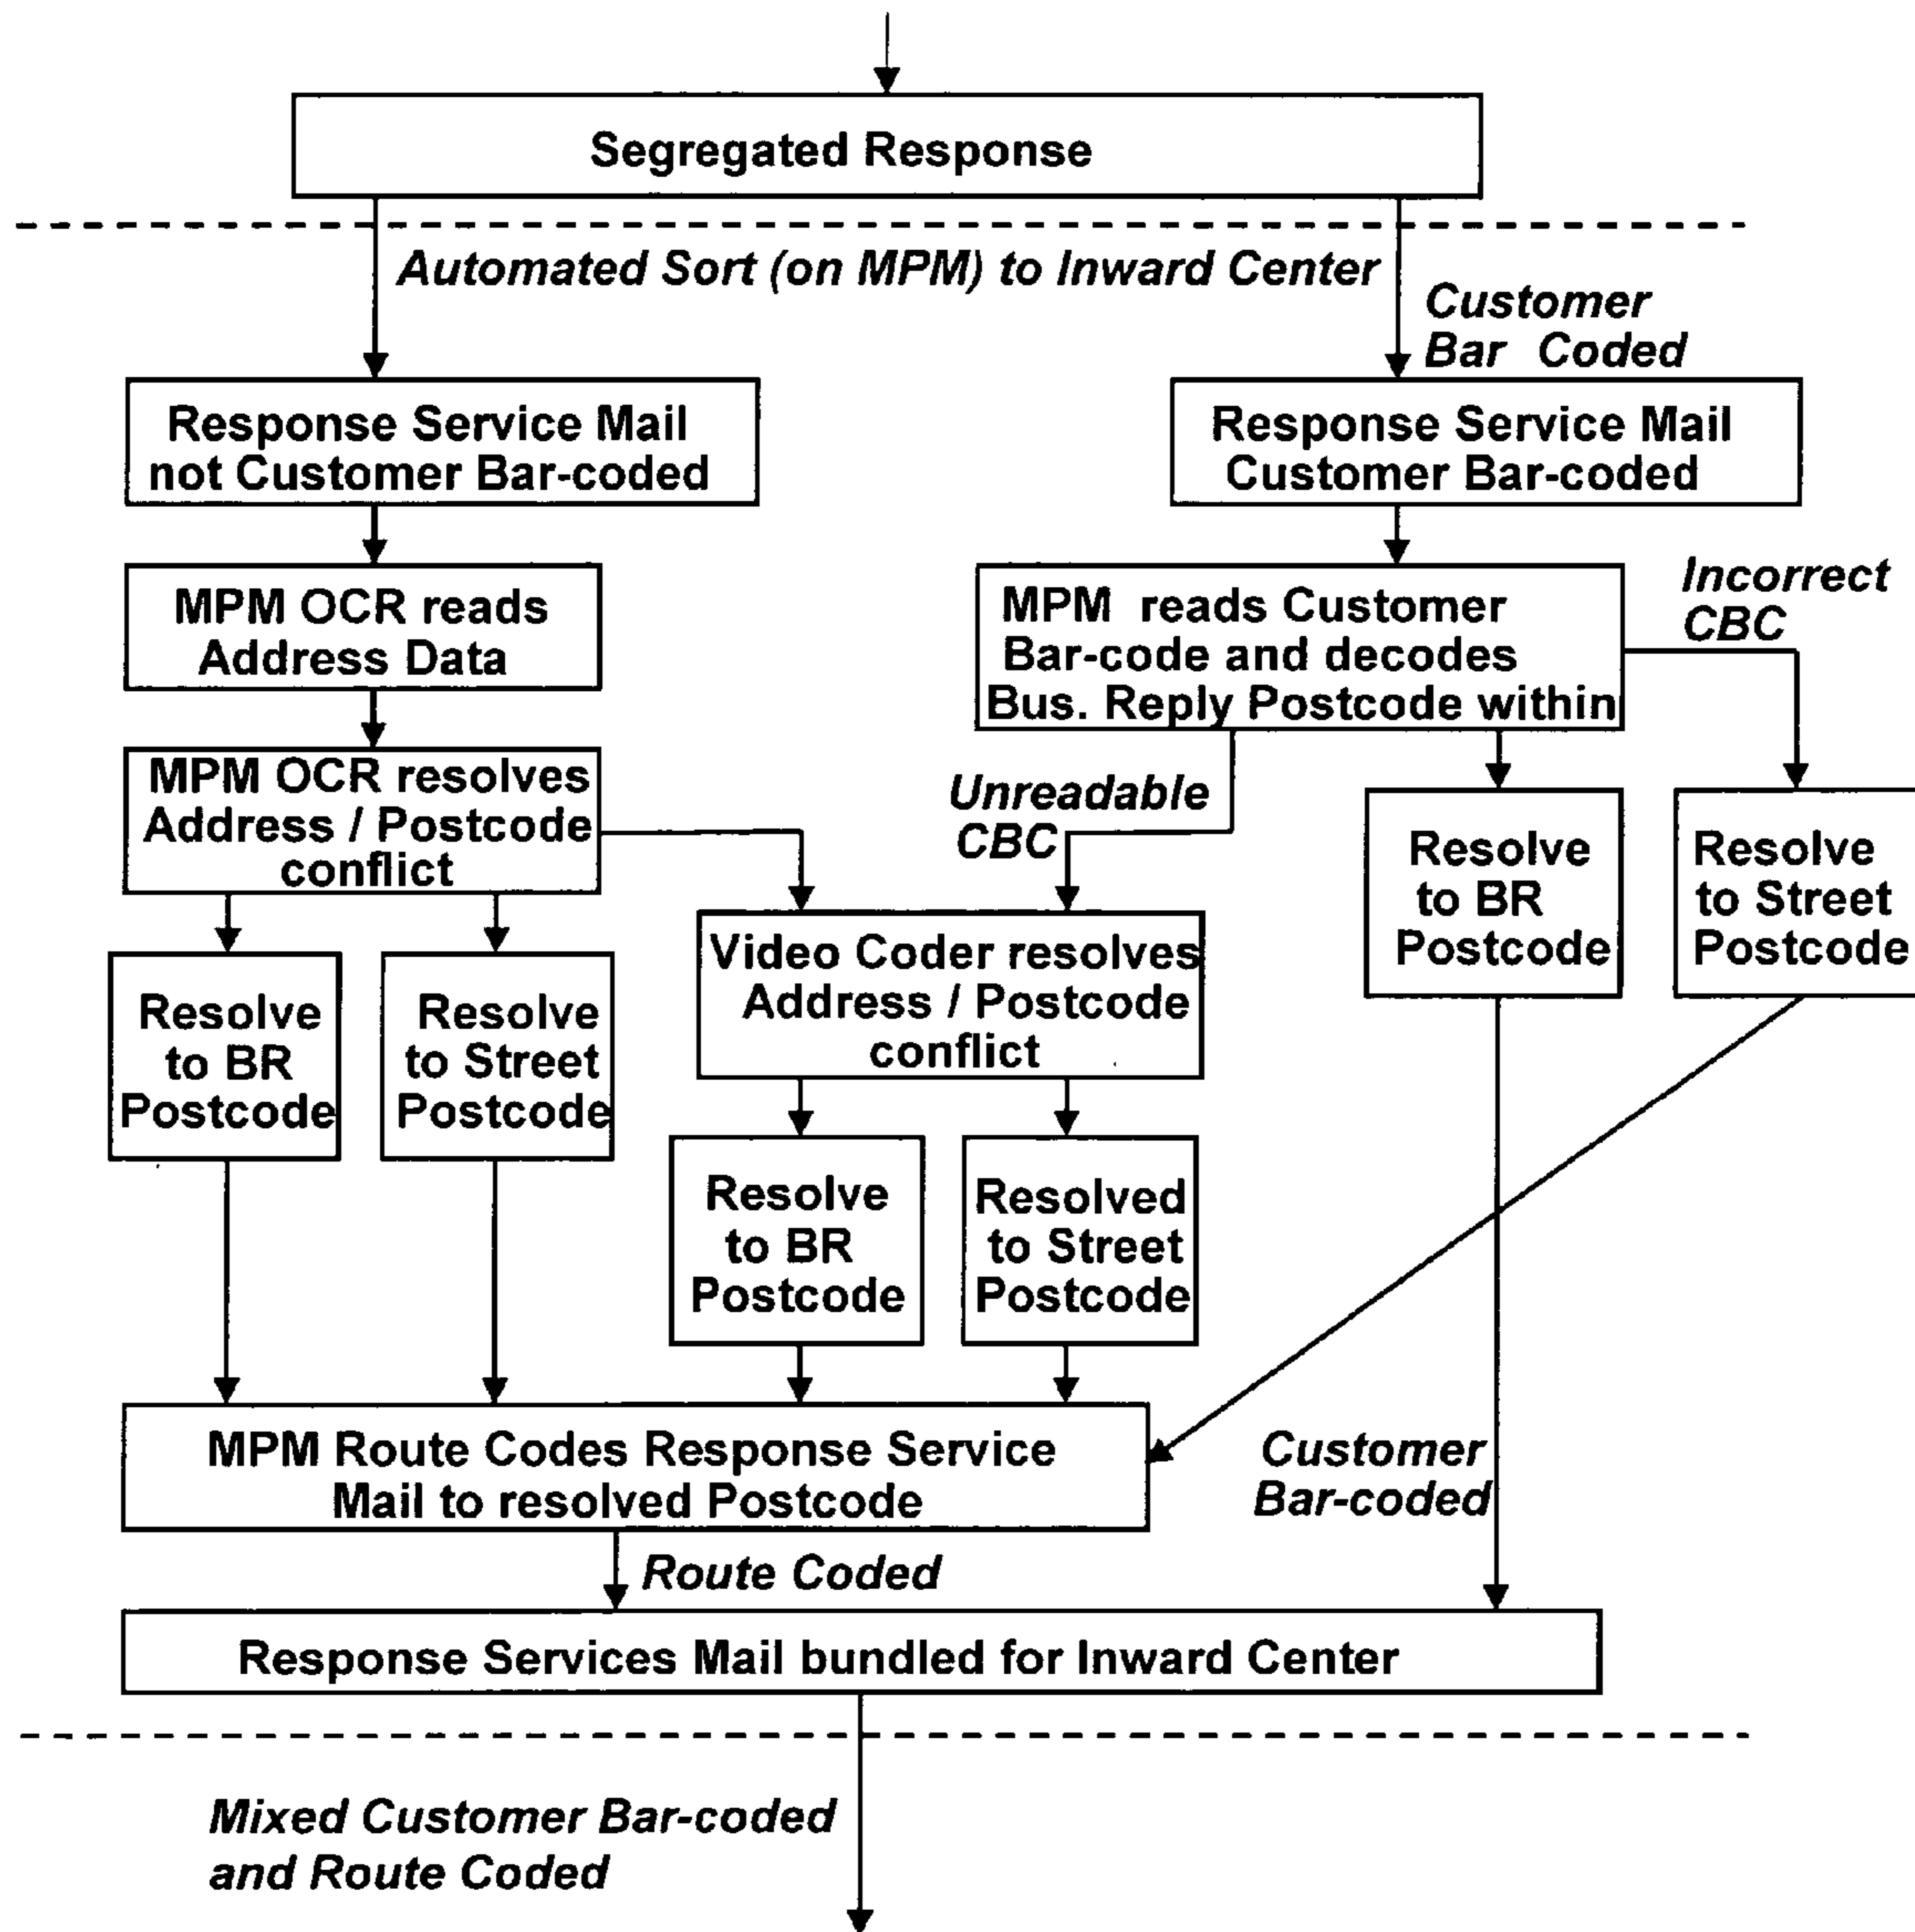 Segregated Response
Automated Sort (on MPM) to Inward Center
Customer
Bar Coded
Response Service Mail
not Customer Bar-coded
Response Service Mail
Customer Bar-coded
MPM OCR reads
Address Data
MPM reads Customer
Bar-code and decodes
Bus. Reply Postcode within
Incorrect
CBC
MPM OCR resolves
Address / Postcode
conflict
Unreadable
CBC
Resolve
to BR
Postcode
Resolve
to Street
Postcode
Video Coder resolves
Address / Postcode
conflict
Resolve
to BR
Postcode
Resolve
to Street
Postcode
Resolve
to BR
Postcode
Resolved
to Street
Postcode
MPM Route Codes Response Service
Mail to resolved Postcode
Customer
Bar-coded
Route Coded
Response Services Mail bundled for Inward Center
Mixed Customer Bar-coded
and Route Coded